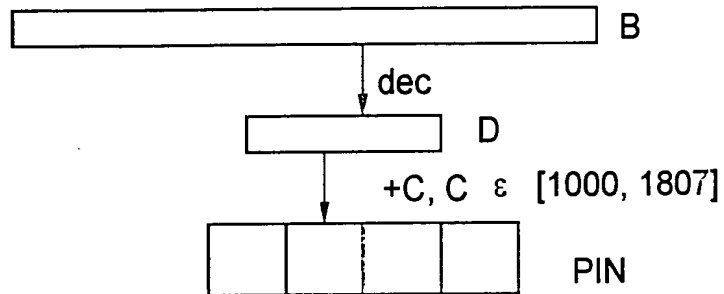 B
dec
D
+C, C ε [1000, 1807]
PIN